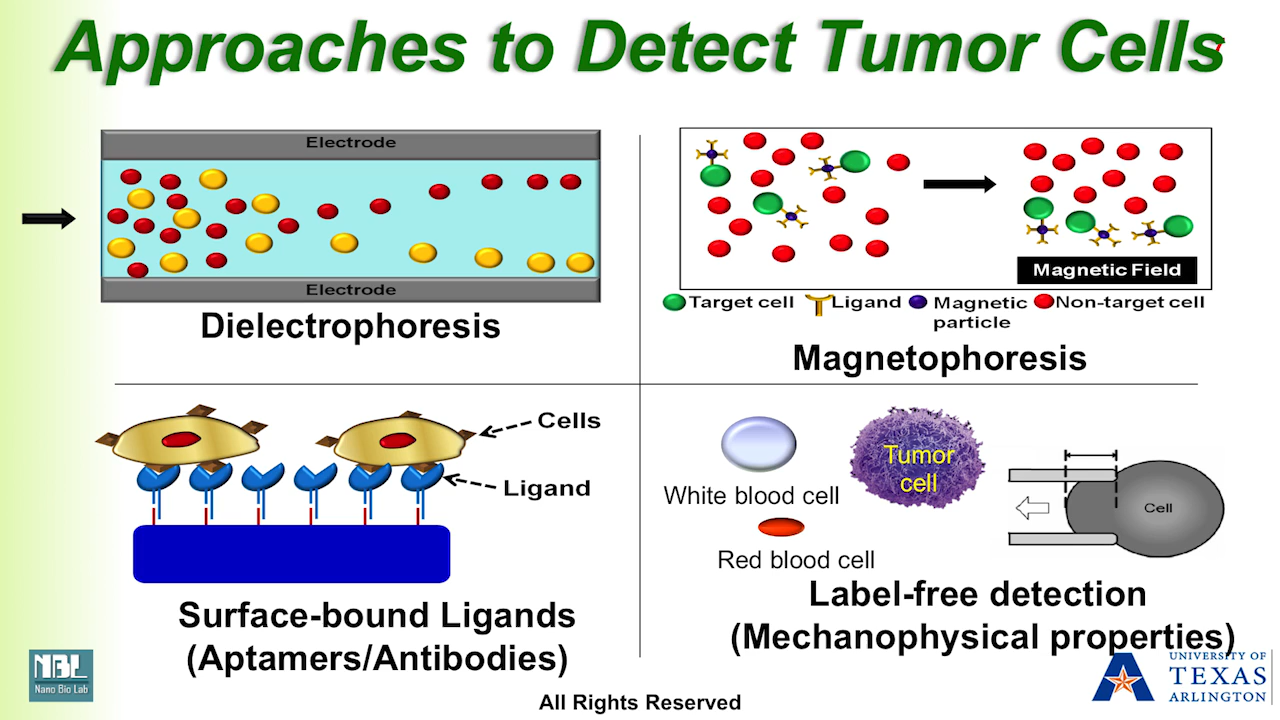 Approaches to Detect Tumor Cells
Electrode
Electrode
Dielectrophoresis
Magnetic Field
Target cell
Ligand
Magnetic
particle
Non-target cell
Magnetophoresis
Cells
Ligand
Surface-bound Ligands
(Aptamers/Antibodies)
White blood cell
Tumor
cell
Red blood cell
Cell
Label-free detection
(Mechanophysical properties)
NBL
Nano Bio Lab
All Rights Reserved
A
UNIVERSITY OF
TEXAS
ARLINGTON